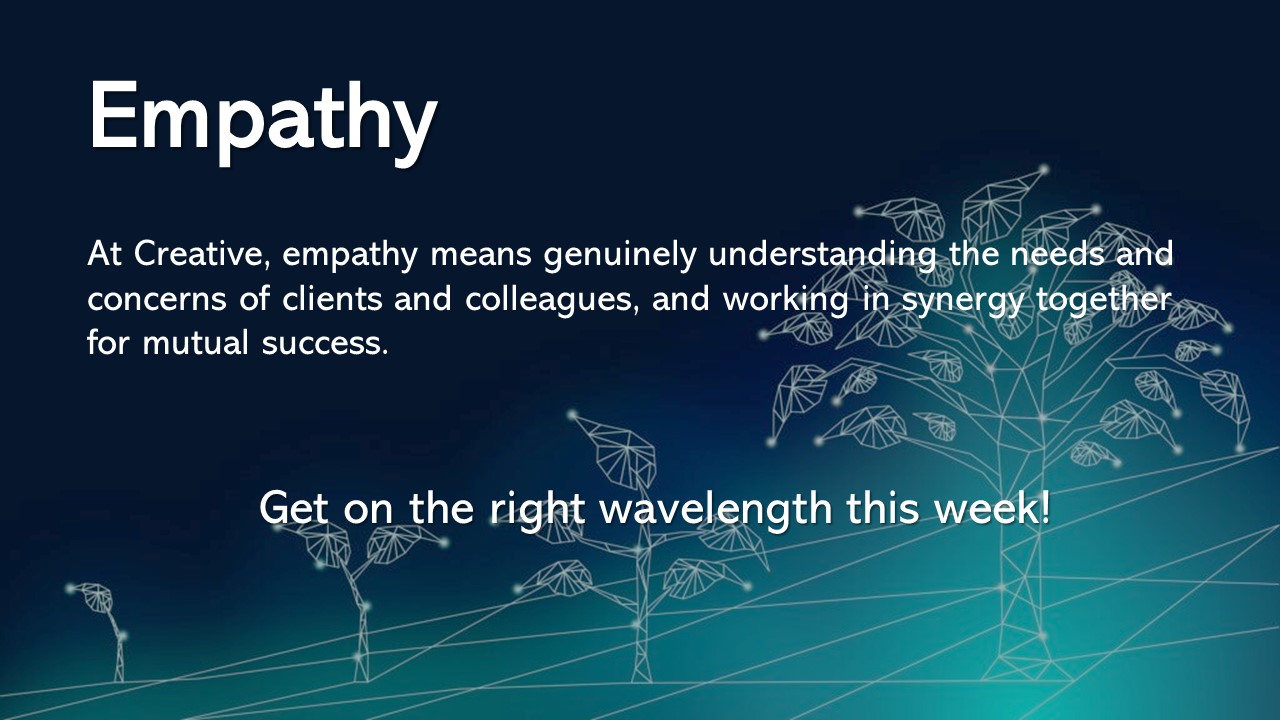 Empathy
At Creative, empathy means genuinely understanding the needs and
concerns of clients and colleagues, and working in synergy together
for mutual success.
Get on the right wavelength this week!